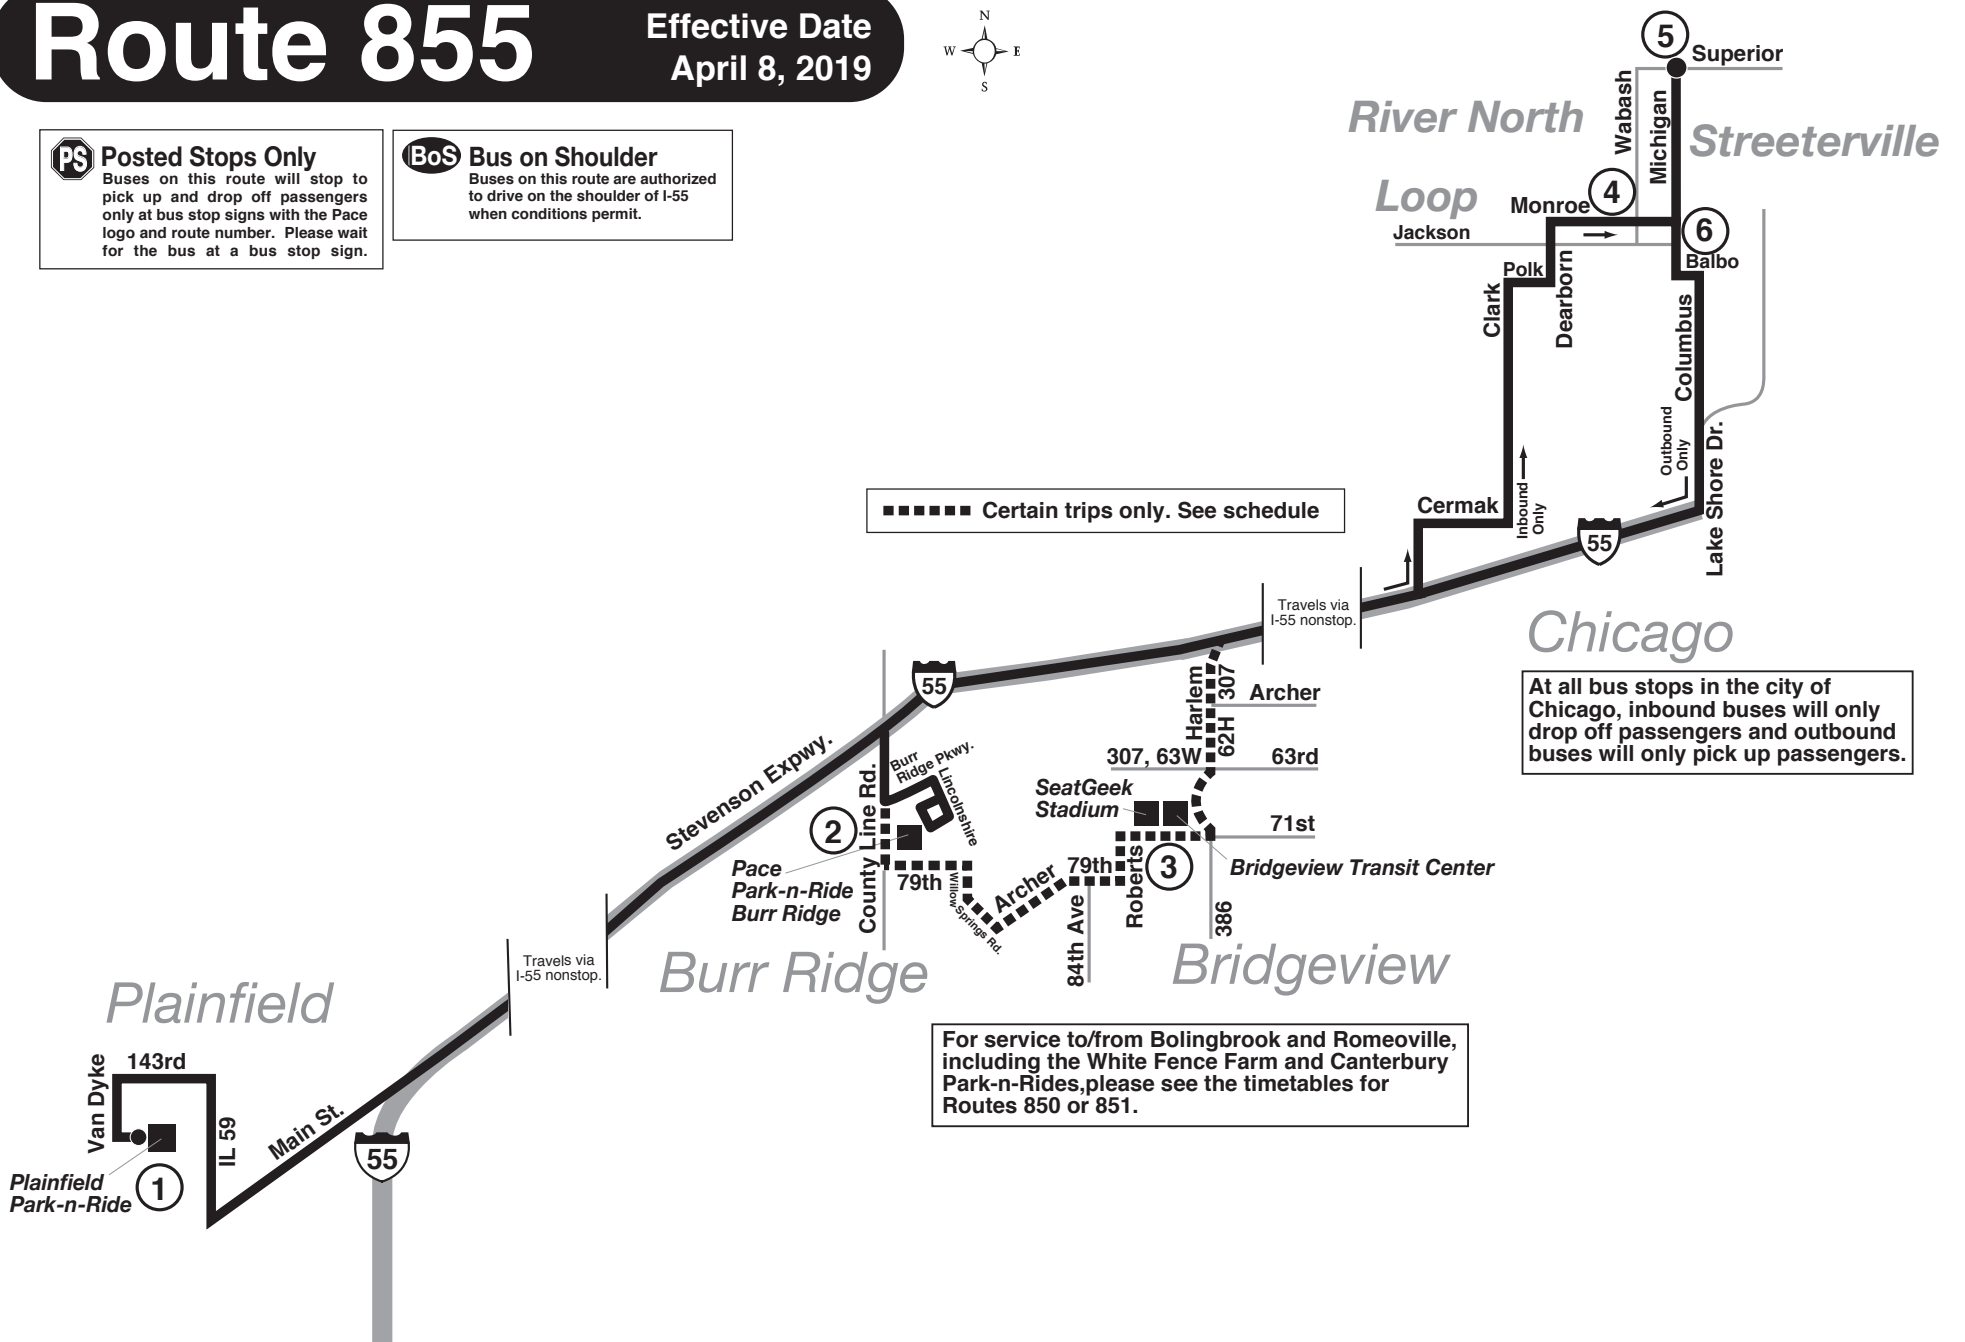 Route 855
Effective Date
April 8, 2019
N
W
E
S
PS Posted Stops Only
Buses on this route will stop to
pick up and drop off passengers
only at bus stop signs with the Pace
logo and route number. Please wait
for the bus at a bus stop sign.
BoS Bus on Shoulder
Buses on this route are authorized
to drive on the shoulder of I-55
when conditions permit.
5
Superior
River North
Wabash
Michigan
Streeterville
Loop
Monroe
4
Jackson
6
Balbo
Polk
Dearborn
Clark
Columbus
Outbound
Only
Lake Shore Dr.
Cermak
Inbound
Only
55
Certain trips only. See schedule
Travels via
I-55 nonstop.
Chicago
At all bus stops in the city of
Chicago, inbound buses will only
drop off passengers and outbound
buses will only pick up passengers.
55
Stevenson Expwy.
Harlem
307
Archer
62H
307, 63W
63rd
SeatGeek
Stadium
71st
Bridgeview Transit Center
Burr
Ridge Pkwy.
Lincolnshire
County Line Rd.
2
Pace
Park-n-Ride
Burr Ridge
79th
Willow
Springs Rd.
Archer
79th
Roberts
3
84th Ave
386
Burr Ridge
Bridgeview
Travels via
I-55 nonstop.
Plainfield
143rd
Van Dyke
IL 59
Main St.
55
Plainfield
Park-n-Ride
1
For service to/from Bolingbrook and Romeoville,
including the White Fence Farm and Canterbury
Park-n-Rides,please see the timetables for
Routes 850 or 851.